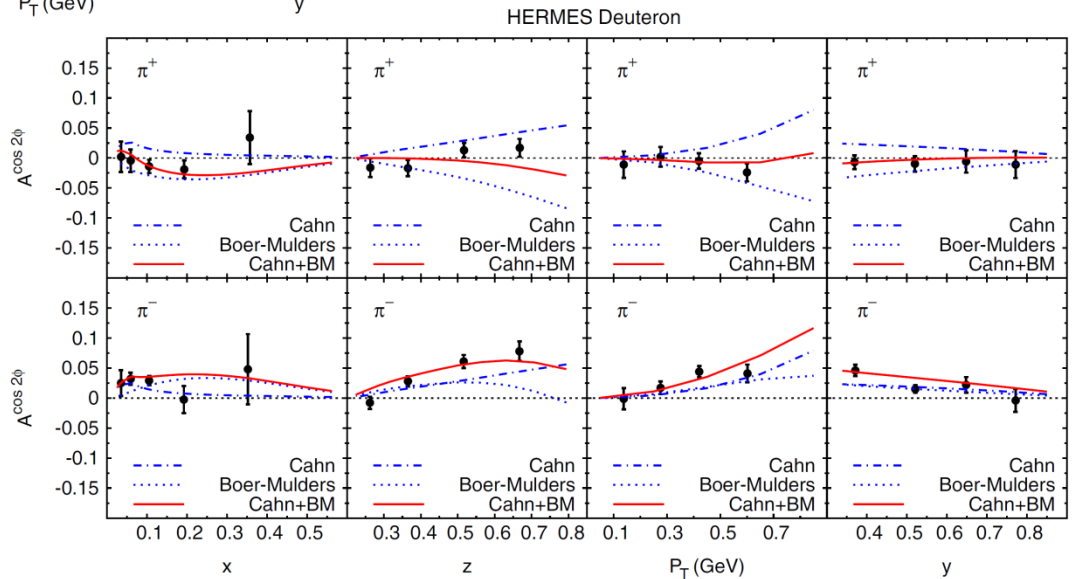 P_T (GeV) y
HERMES Deuteron
A^cos 2ϕ
0.15
0.1
0.05
0
-0.05
-0.1
-0.15
π⁺
Cahn
Boer-Mulders
Cahn+BM
π⁺
Cahn
Boer-Mulders
Cahn+BM
π⁺
Cahn
Boer-Mulders
Cahn+BM
π⁺
Cahn
Boer-Mulders
Cahn+BM
A^cos 2ϕ
0.15
0.1
0.05
0
-0.05
-0.1
-0.15
π⁻
Cahn
Boer-Mulders
Cahn+BM
π⁻
Cahn
Boer-Mulders
Cahn+BM
π⁻
Cahn
Boer-Mulders
Cahn+BM
π⁻
Cahn
Boer-Mulders
Cahn+BM
0.1 0.2 0.3 0.4 0.5
0.3 0.4 0.5 0.6 0.7 0.8
0.1 0.3 0.5 0.7
0.4 0.5 0.6 0.7 0.8
x
z
P_T (GeV)
y